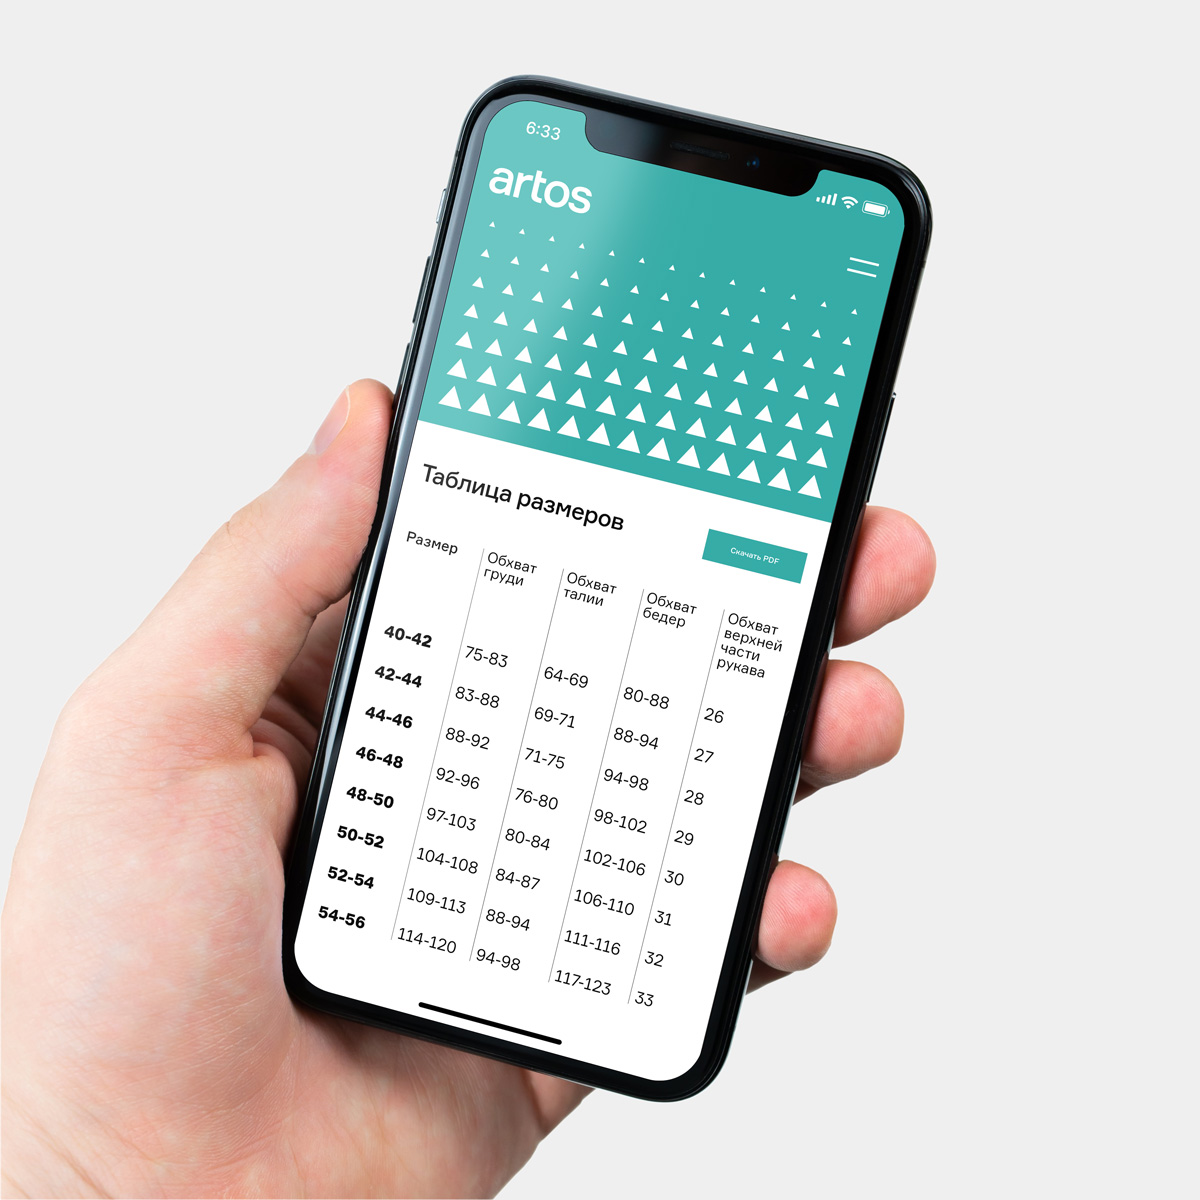 6:33
artos
Таблица размеров
Скачать PDF
Размер
Обхват
груди
Обхват
талии
Обхват
бедер
Обхват
верхней
части
рукава
40-42 75-83 64-69 80-88 26
42-44 83-88 69-71 88-94 27
44-46 88-92 71-75 94-98 28
46-48 92-96 76-80 98-102 29
48-50 97-103 80-84 102-106 30
50-52 104-108 84-87 106-110 31
52-54 109-113 88-94 111-116 32
54-56 114-120 94-98 117-123 33